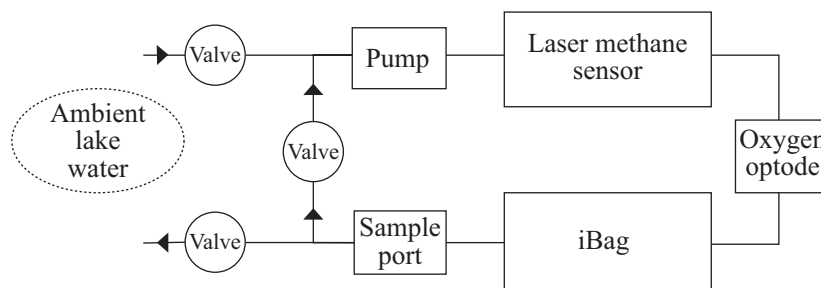 Valve
Pump
Laser methane
sensor
Ambient
lake
water
Valve
Oxygen
optode
Valve
Sample
port
iBag